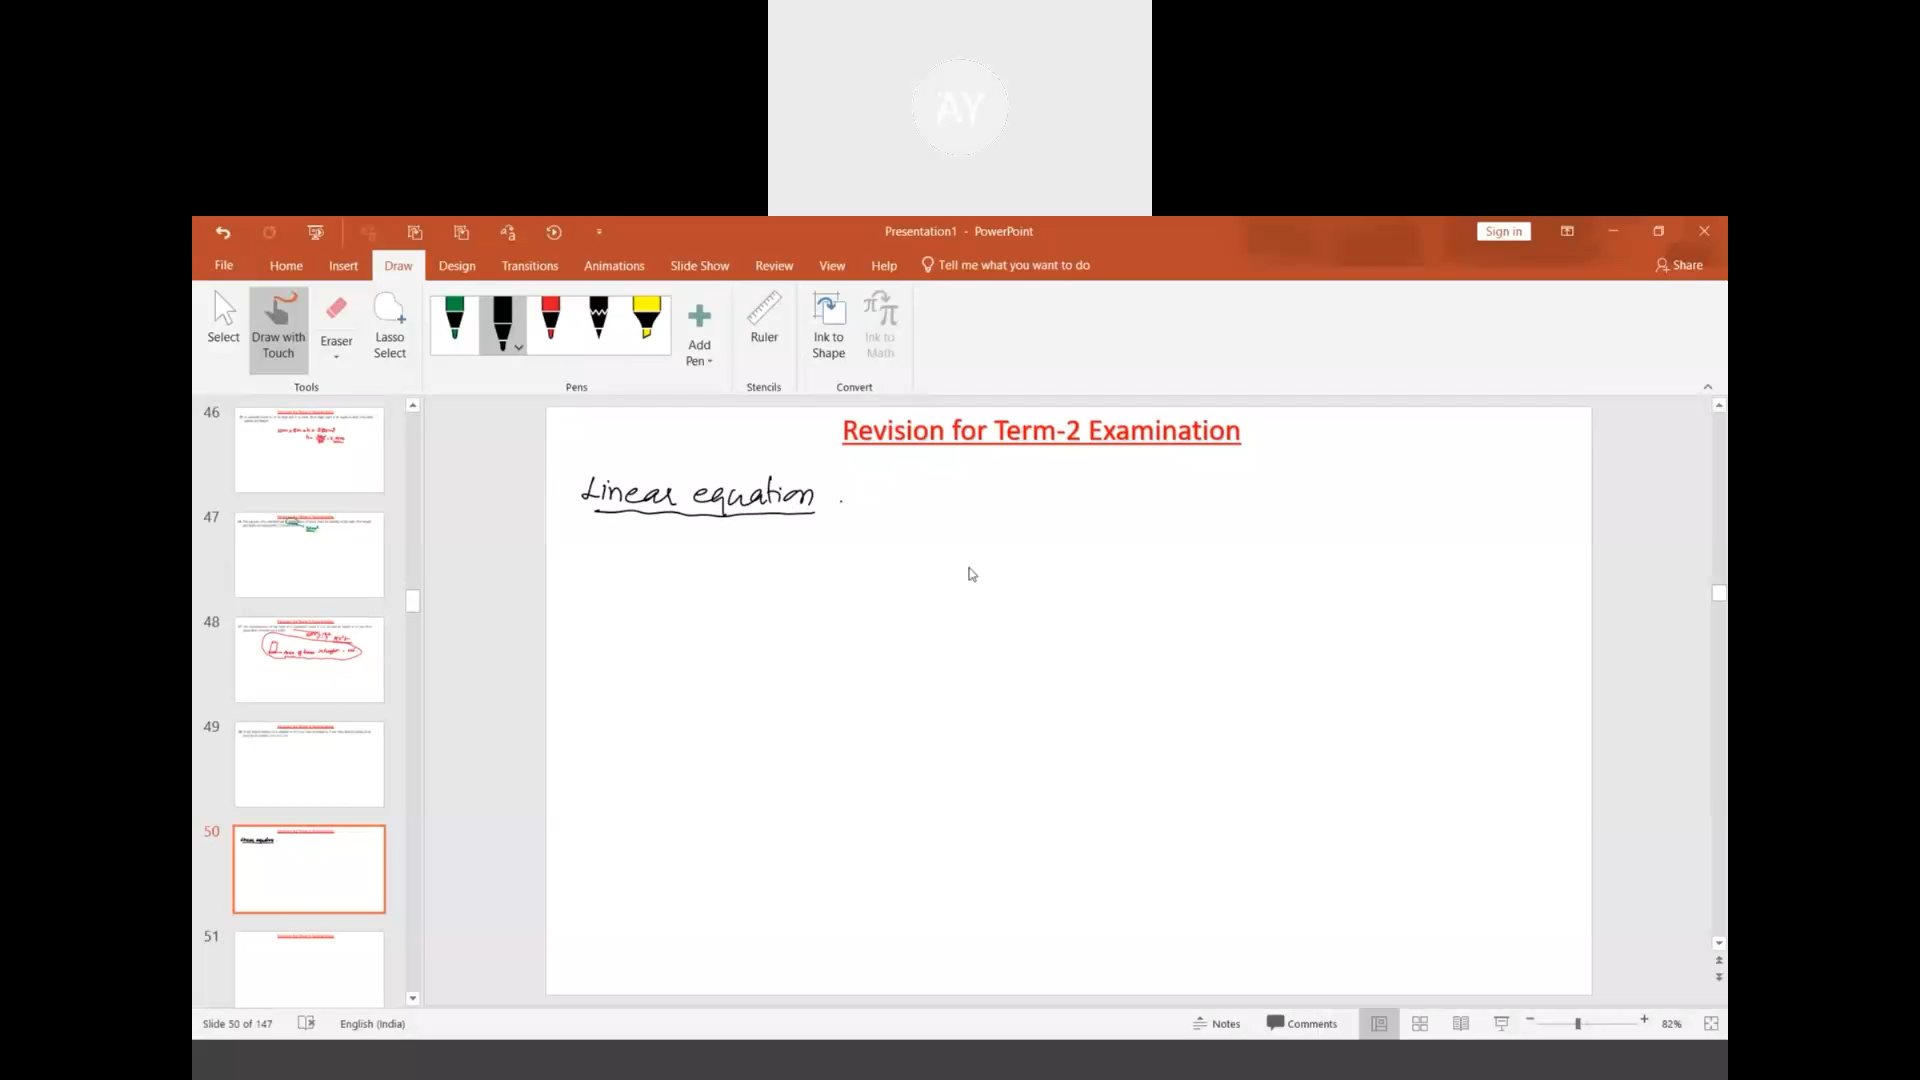 AY
Presentation1 - PowerPoint
Sign in
File Home Insert Draw Design Transitions Animations Slide Show Review View Help Tell me what you want to do Share
Select
Draw with Touch
Eraser
Lasso Select
Add Pen
Ruler
Ink to Shape
Ink to Math
Tools Pens Stencils Convert
46
47
48
49
50
51
Revision for Term-2 Examination
Linear equation .
Slide 50 of 147 English (India) Notes Comments 82%